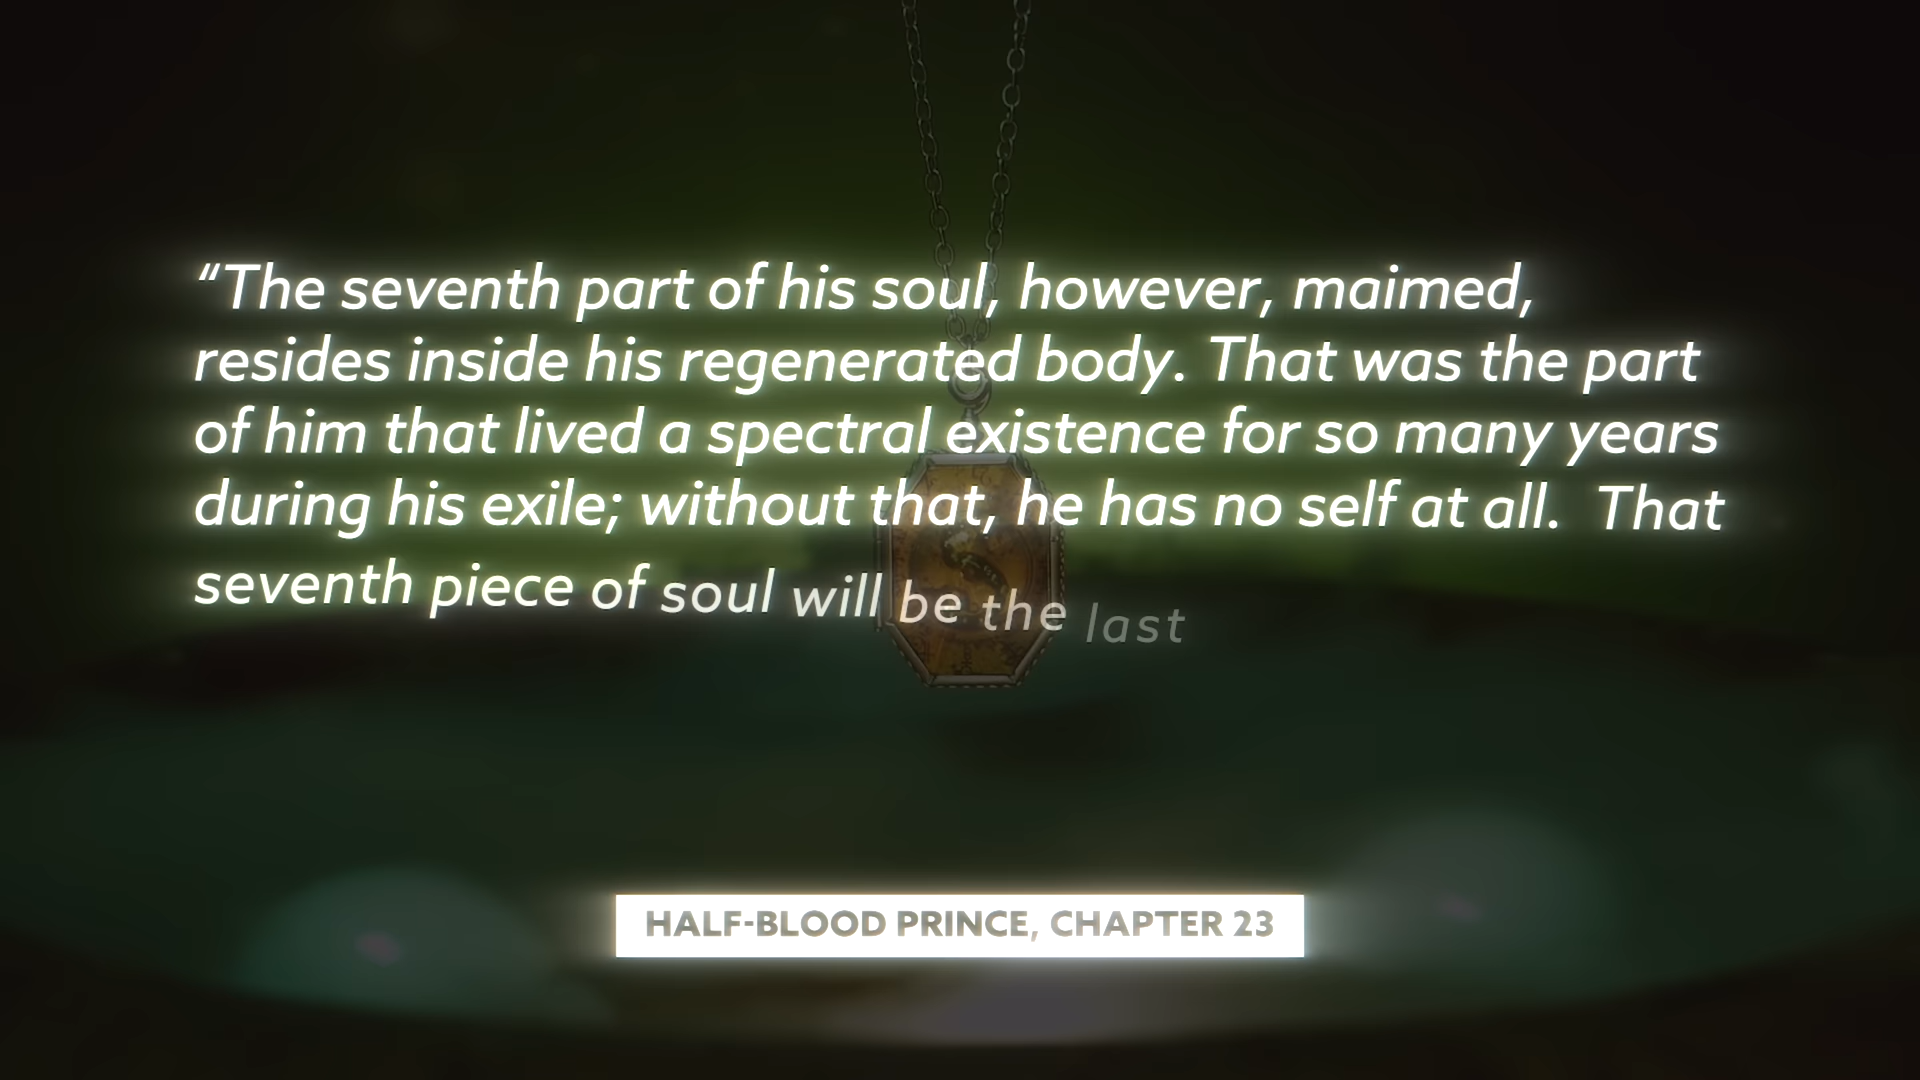 “The seventh part of his soul, however, maimed,
resides inside his regenerated body. That was the part
of him that lived a spectral existence for so many years
during his exile; without that, he has no self at all. That
seventh piece of soul will be the last
HALF-BLOOD PRINCE, CHAPTER 23